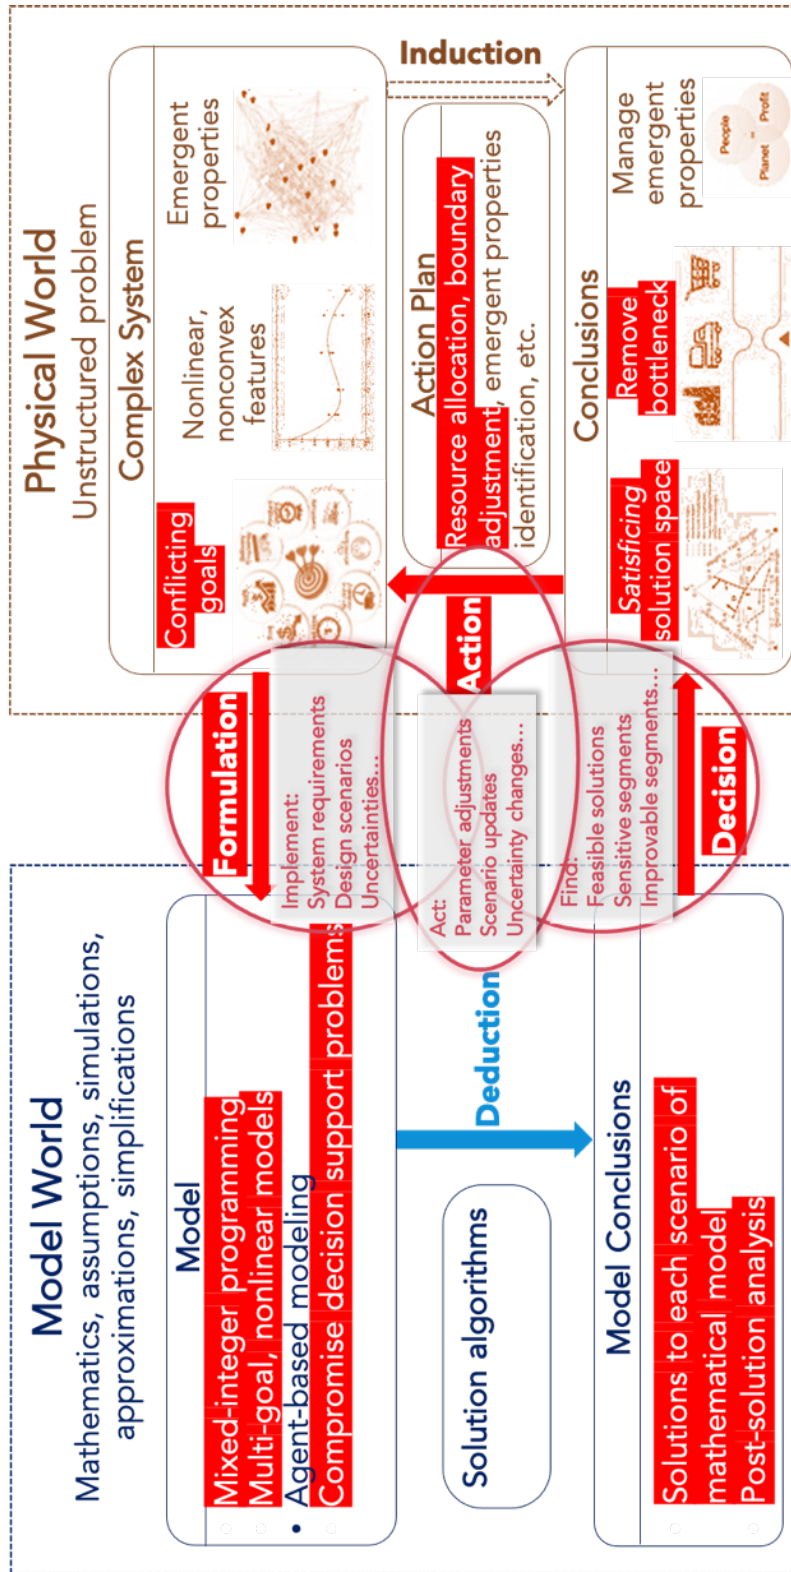 Model World
Mathematics, assumptions, simulations,
approximations, simplifications
Model
Mixed-integer programming
Multi-goal, nonlinear models
• Agent-based modeling
Compromise decision support problems
Solution algorithms
Deduction
Model Conclusions
Solutions to each scenario of
mathematical model
Post-solution analysis
Formulation
Implement:
System requirements
Design scenarios
Uncertainties...
Action
Act:
Parameter adjustments
Scenario updates
Uncertainty changes...
Find:
Feasible solutions
Sensitive segments
Improvable segments...
Decision
Physical World
Unstructured problem
Complex System
Conflicting
goals
Nonlinear,
nonconvex
features
Emergent
properties
Induction
Action Plan
Resource allocation, boundary
adjustment, emergent properties
identification, etc.
Conclusions
Satisficing
solution space
Remove
bottleneck
Manage
emergent
properties
People
Planet
Profit